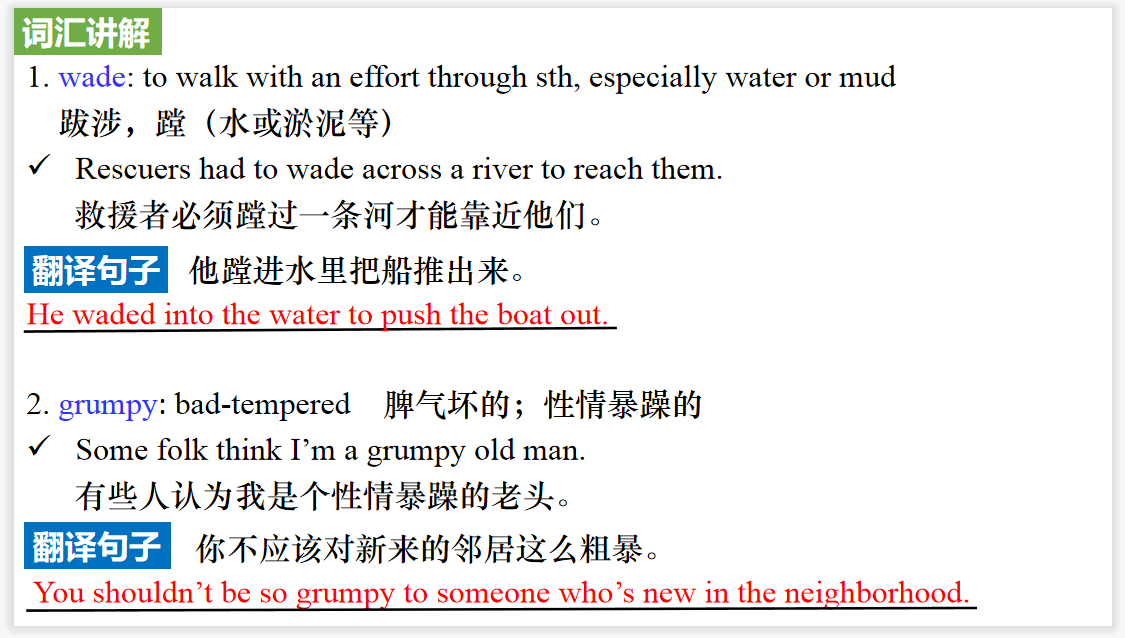 词汇讲解
1. wade: to walk with an effort through sth, especially water or mud
跋涉，蹚（水或淤泥等）
✓ Rescuers had to wade across a river to reach them.
救援者必须蹚过一条河才能靠近他们。
翻译句子 他蹚进水里把船推出来。
He waded into the water to push the boat out.
2. grumpy: bad-tempered 脾气坏的；性情暴躁的
✓ Some folk think I’m a grumpy old man.
有些人认为我是个性情暴躁的老头。
翻译句子 你不应该对新来的邻居这么粗暴。
You shouldn’t be so grumpy to someone who’s new in the neighborhood.